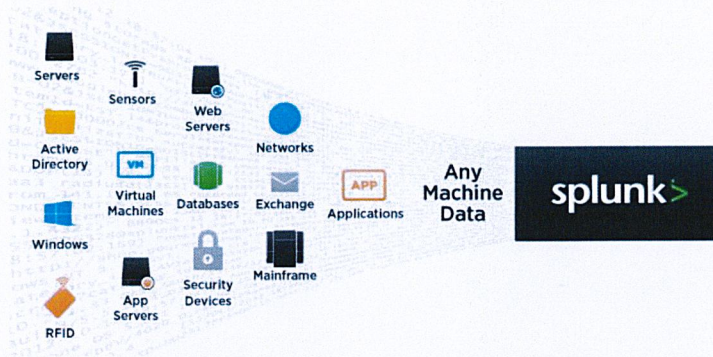 Servers
Sensors
Web
Servers
Active
Directory
Networks
VM
Virtual
Machines
Databases
Exchange
APP
Applications
Any
Machine
Data
splunk>
Windows
App
Servers
Security
Devices
Mainframe
RFID